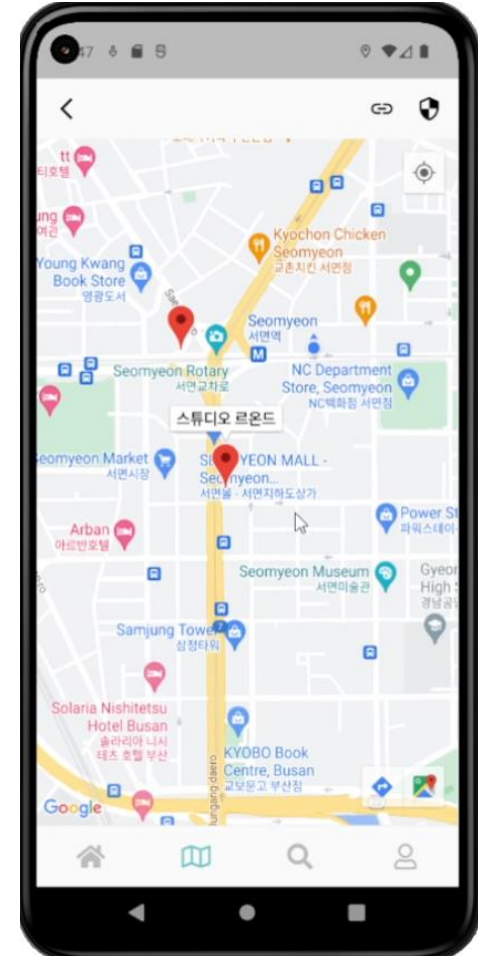 tt
티호텔
ung
여관
Kyochon Chicken
Seomyeon
교촌치킨 서면점
Young Kwang
Book Store
영광도서
Seomyeon
서면역
M
Seomyeon Rotary
서면교차로
NC Department
Store, Seomyeon
NC백화점 서면점
스튜디오 르온드
eomyeon Market
서면시장
YEON MALL -
서면몰 - 서면지하도상가
Power St
파워스테이
Arban
아르반호텔
Seomyeon Museum
서면미술관
Gyeor
High
경남공
Samjung Tower
삼정타워
7
Solaria Nishitetsu
Hotel Busan
솔라리아 니시
테츠 호텔 부산
KYOBO Book
Centre, Busan
교보문고 부산점
Google